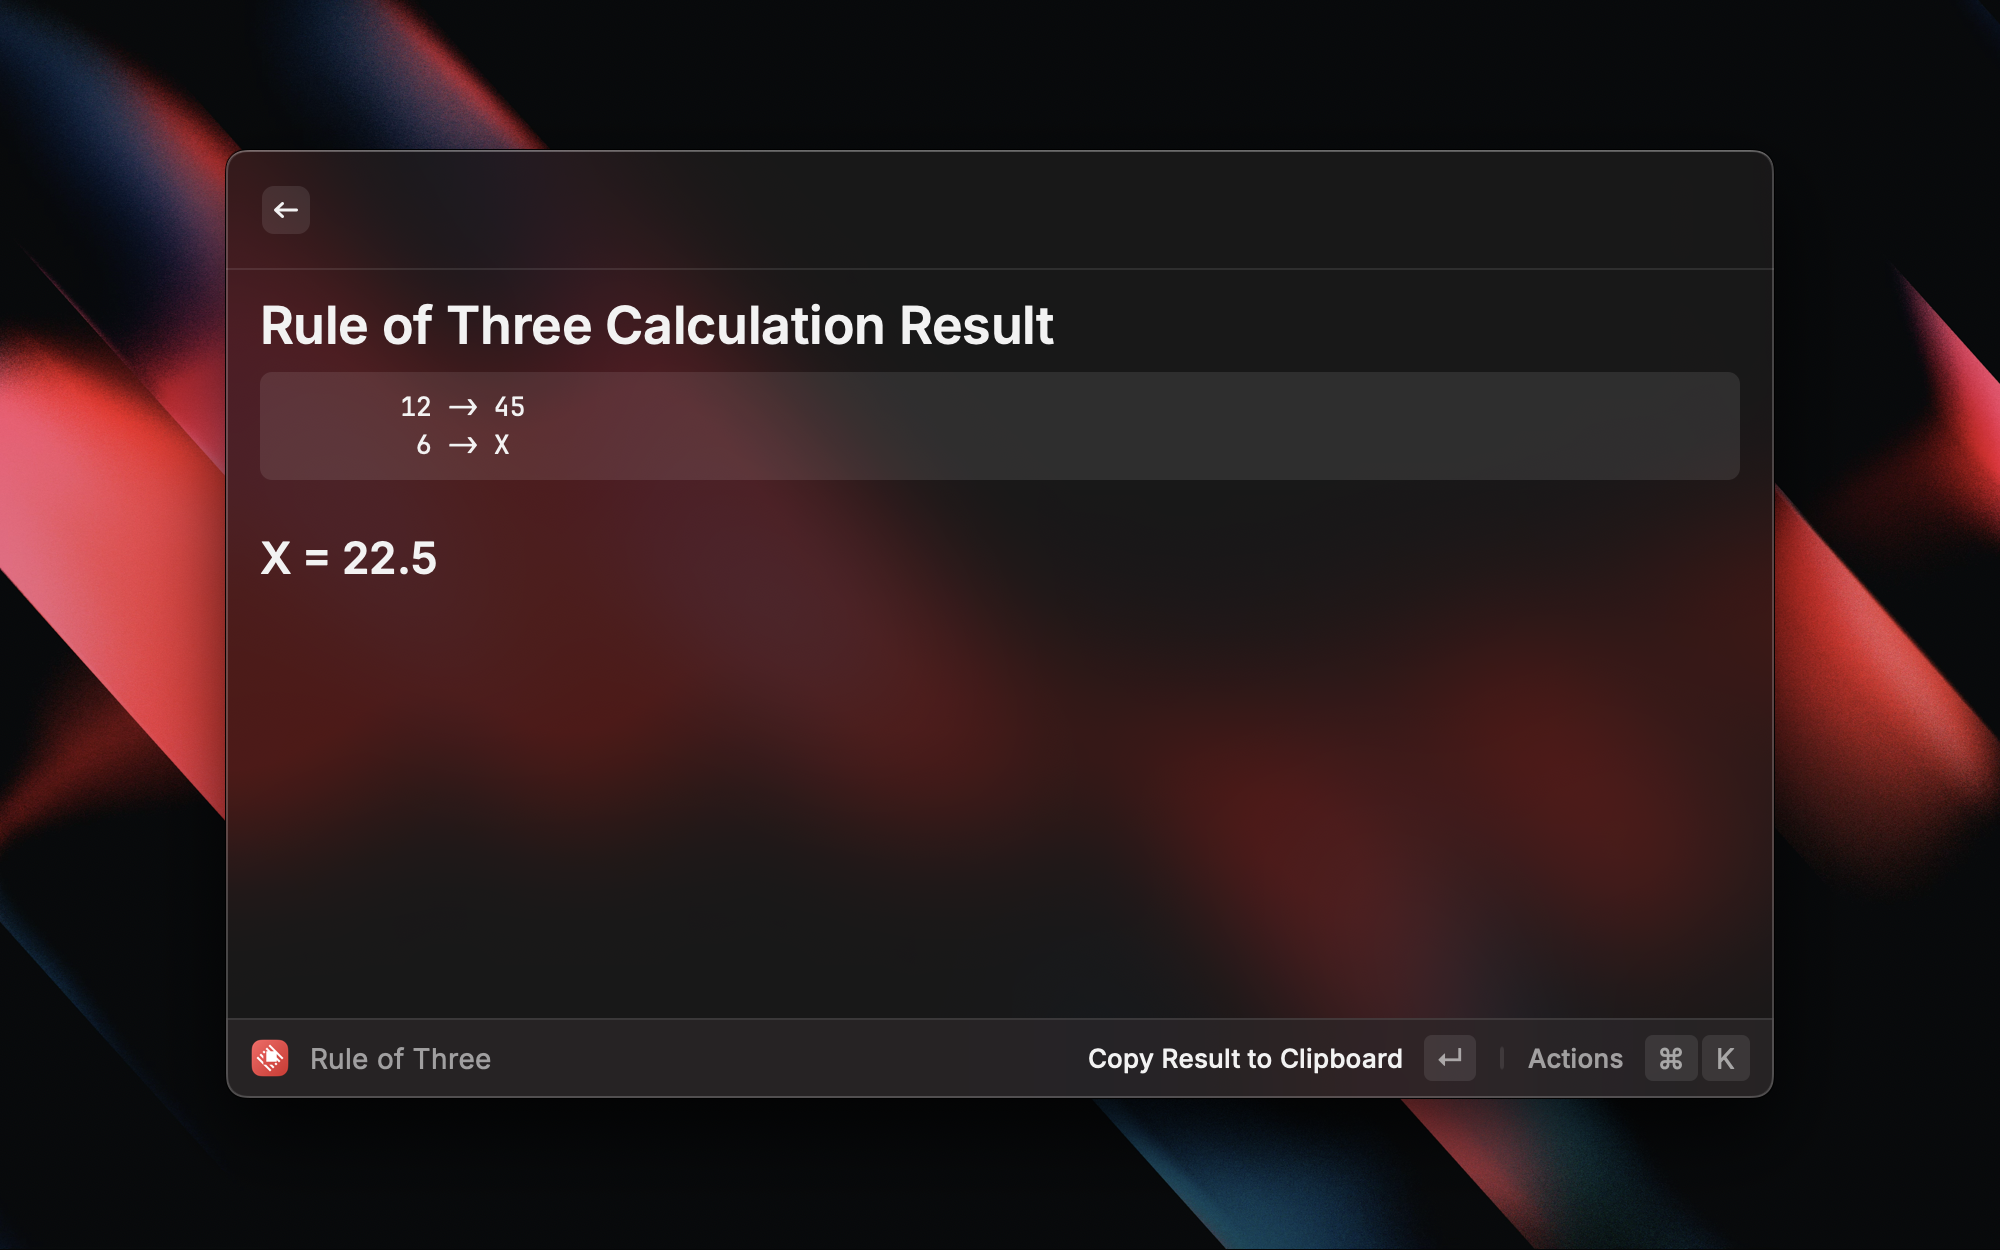 Rule of Three Calculation Result
12 → 45
6 → X
X = 22.5
Rule of Three
Copy Result to Clipboard ↵ | Actions ⌘ K